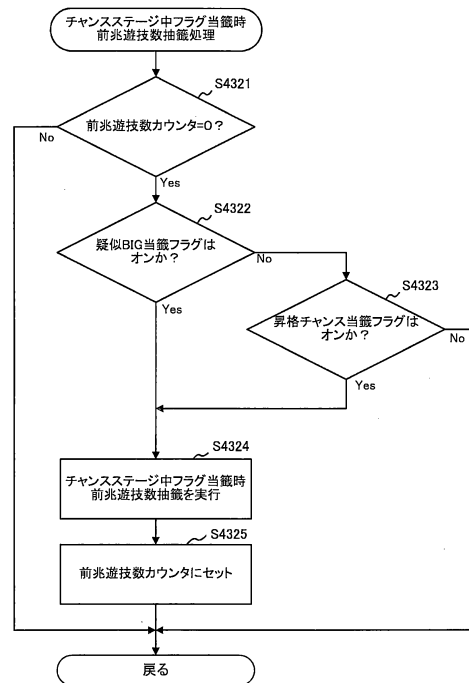 チャンスステージ中フラグ当籤時
前兆遊技数抽籤処理
S4321
前兆遊技数カウンタ=0?
No
Yes
S4322
疑似BIG当籤フラグは
オンか?
No
Yes
S4323
昇格チャンス当籤フラグは
オンか?
No
Yes
S4324
チャンスステージ中フラグ当籤時
前兆遊技数抽籤を実行
S4325
前兆遊技数カウンタにセット
戻る